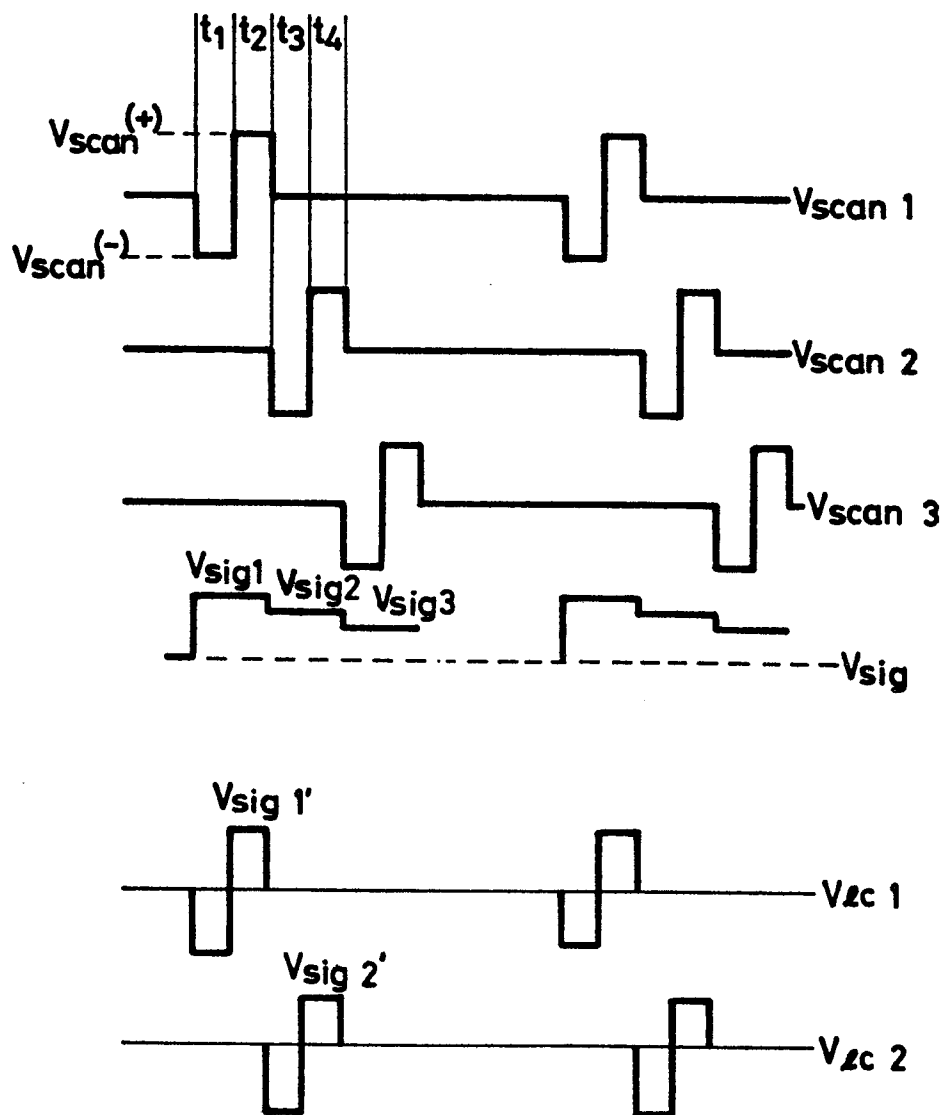 t1 t2 t3 t4
Vscan(+)
Vscan 1
Vscan(-)
Vscan 2
Vscan 3
Vsig1 Vsig2 Vsig3
Vsig
Vsig 1'
Vℓc 1
Vsig 2'
Vℓc 2